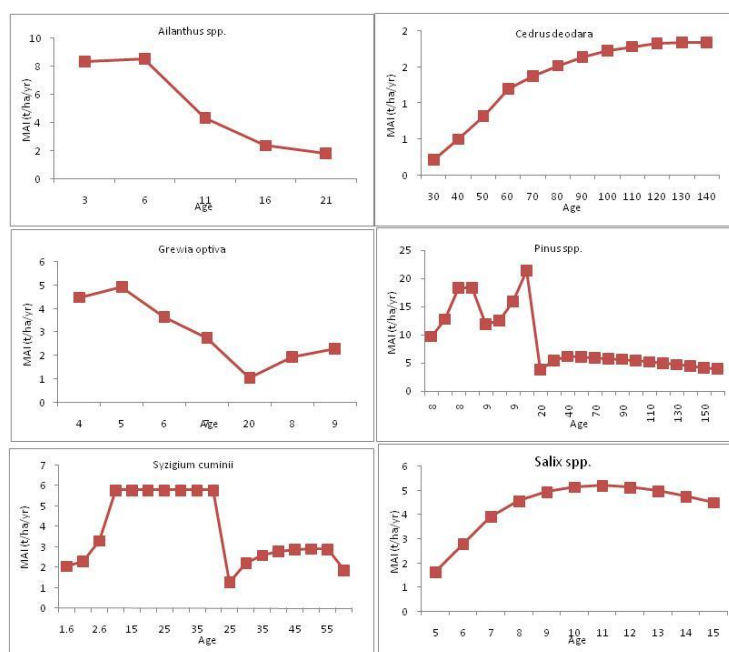 Ailanthus spp.
MAI (t/ha/yr)
10
8
6
4
2
0
3 6 11 16 21
Age
Cedrus deodara
MAI (t/ha/yr)
2
2
1
1
0
30 40 50 60 70 80 90 100 110 120 130 140
Age
Grewia optiva
MAI (t/ha/yr)
6
5
4
3
2
1
0
4 5 6 7 20 8 9
Age
Pinus spp.
MAI (t/ha/yr)
25
20
15
10
5
0
8 8 9 9 20 40 70 90 110 130 150
Age
Syzigium cuminii
MAI (t/ha/yr)
7
6
5
4
3
2
1
0
1.6 2.6 15 25 35 25 35 45 55
Age
Salix spp.
MAI (t/ha/yr)
6
5
4
3
2
1
0
5 6 7 8 9 10 11 12 13 14 15
Age